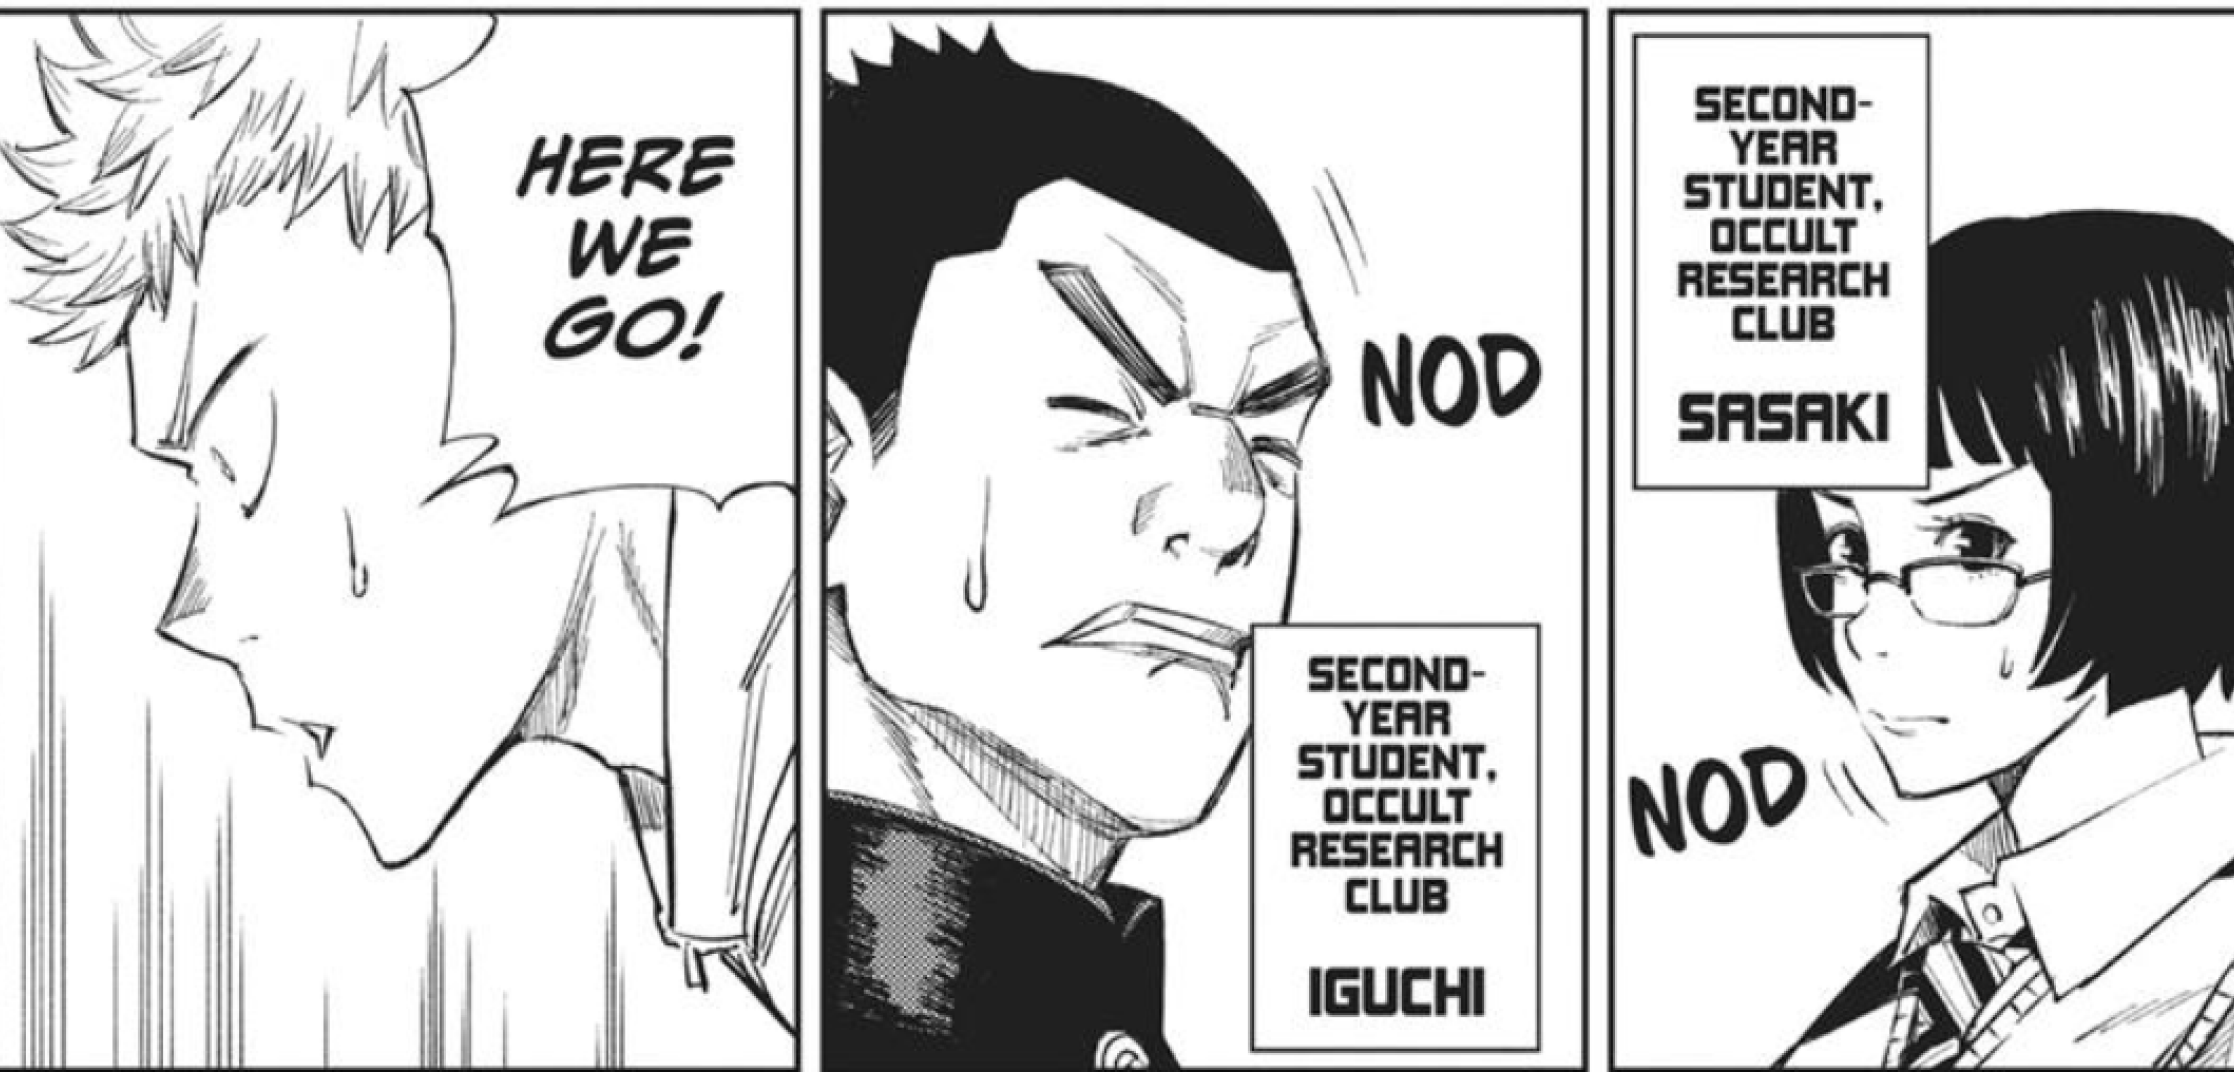 SECOND-
YEAR
STUDENT,
OCCULT
RESEARCH
CLUB
SASAKI
NOD
NOD
SECOND-
YEAR
STUDENT,
OCCULT
RESEARCH
CLUB
IGUCHI
HERE
WE
GO!